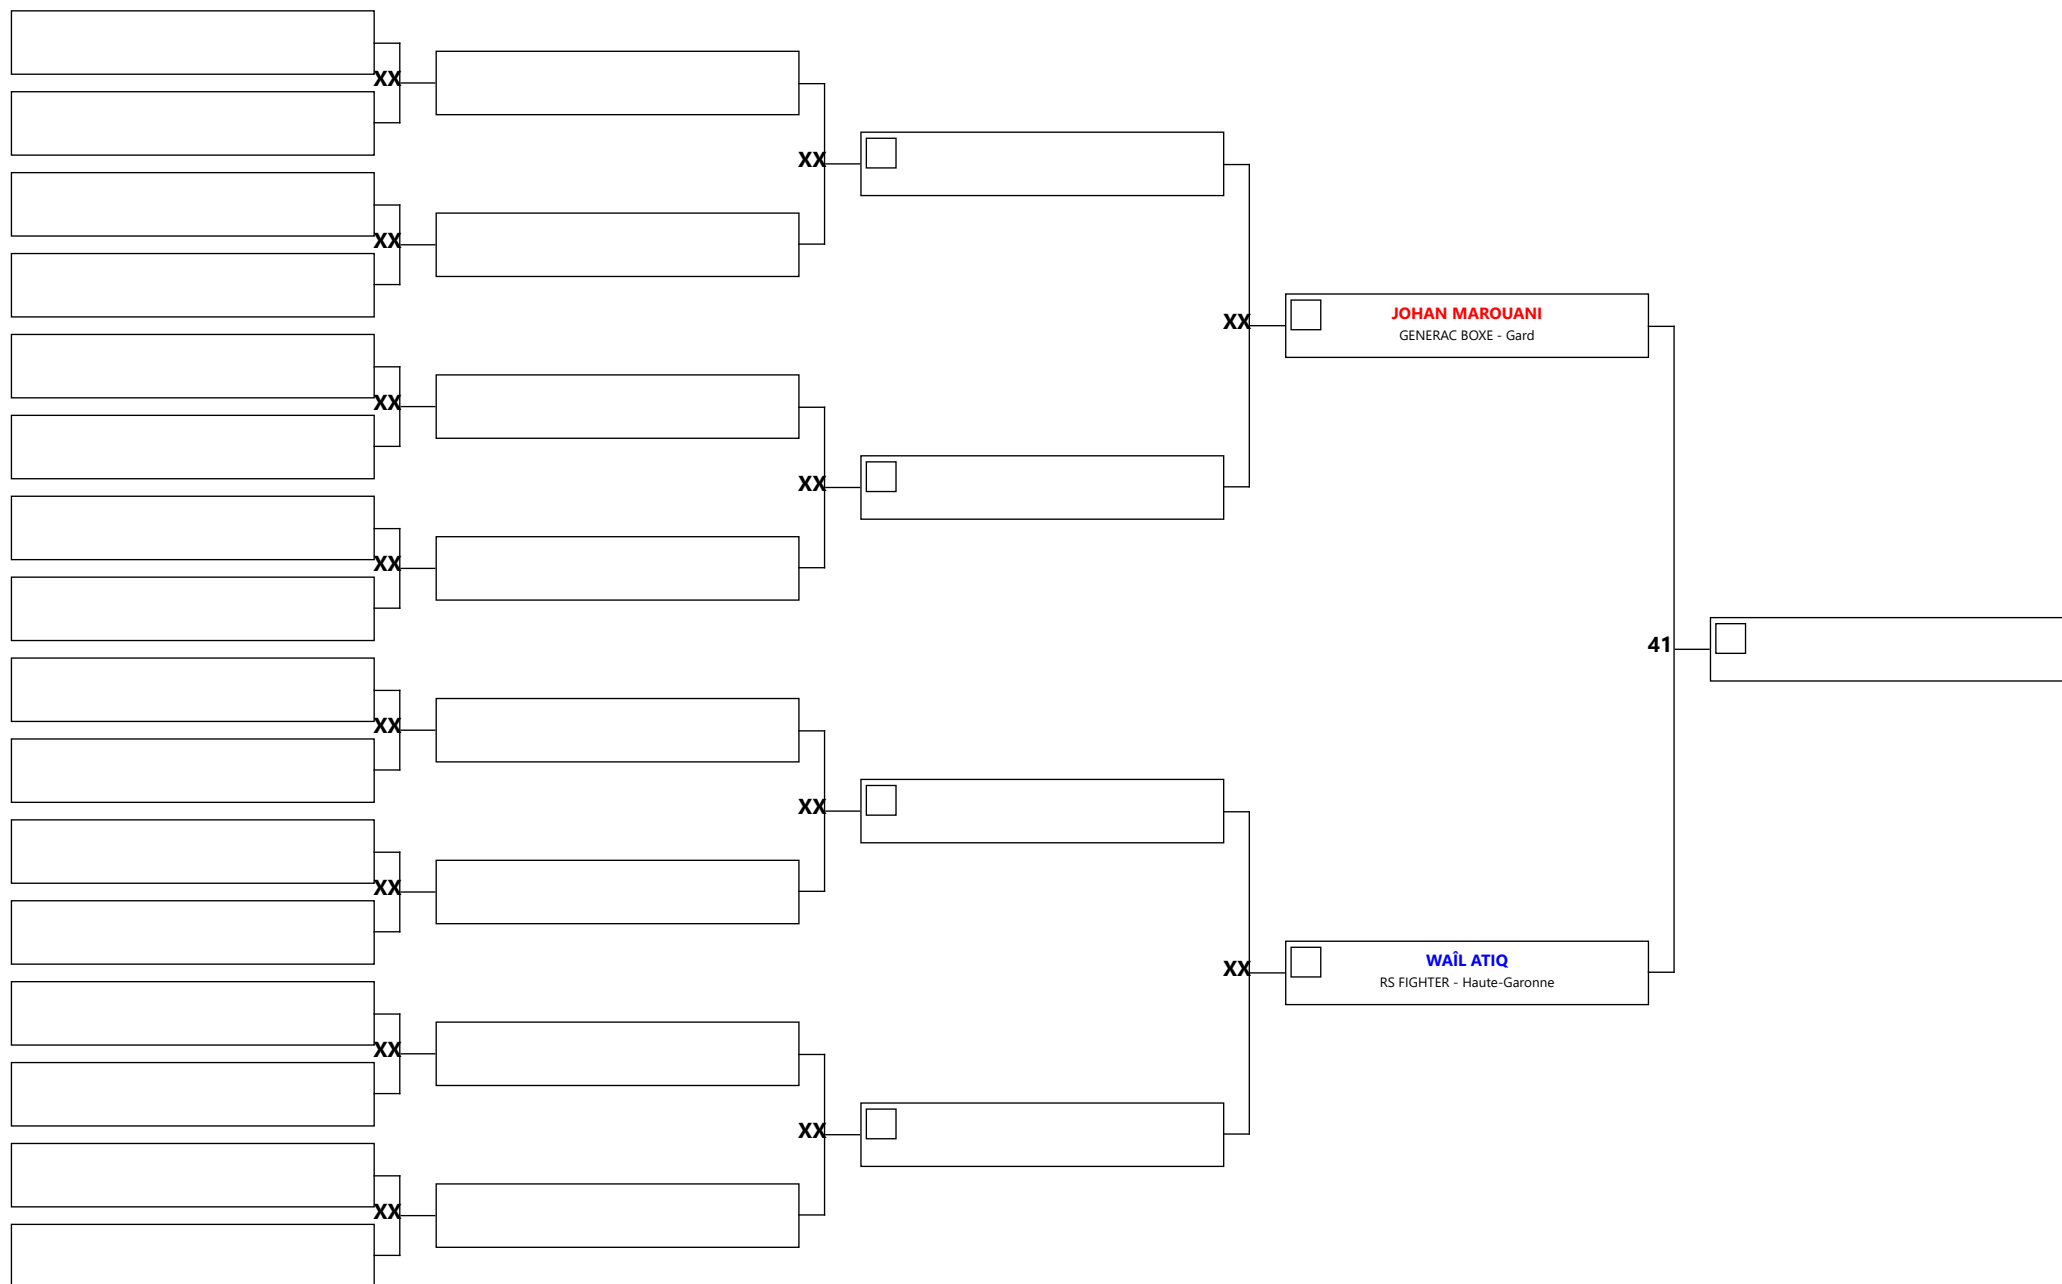 XX
XX
XX
XX
XX
XX
XX
XX
XX
XX
XX
XX
XX
JOHAN MAROUANI
GENERAC BOXE - Gard
XX
WAÎL ATIQ
RS FIGHTER - Haute-Garonne
41